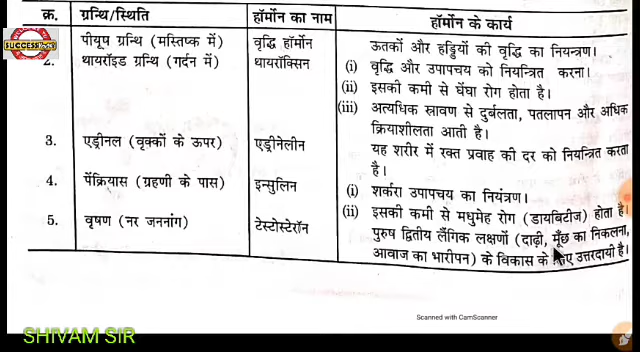 क्र. ग्रन्थि/स्थिति हॉर्मोन का नाम हॉर्मोन के कार्य
पीयूष ग्रन्थि (मस्तिष्क में) वृद्धि हॉर्मोन ऊतकों और हड्डियों की वृद्धि का नियन्त्रण।
2. थायरॉइड ग्रन्थि (गर्दन में) थायरॉक्सिन (i) वृद्धि और उपापचय को नियन्त्रित करना।
(ii) इसकी कमी से घेंघा रोग होता है।
(iii) अत्यधिक स्रावण से दुर्बलता, पतलापन और अधिक
क्रियाशीलता आती है।
3. एड्रीनल (वृक्कों के ऊपर) एड्रीनेलीन यह शरीर में रक्त प्रवाह की दर को नियन्त्रित करता
है।
4. पेंक्रियास (ग्रहणी के पास) इन्सुलिन (i) शर्करा उपापचय का नियंत्रण।
(ii) इसकी कमी से मधुमेह रोग (डायबिटीज) होता है।
5. वृषण (नर जननांग) टेस्टोस्टेरॉन पुरुष द्वितीय लैंगिक लक्षणों (दाढ़ी, मूँछ का निकलना,
आवाज का भारीपन) के विकास के उत्तरदायी है।
Scanned with CamScanner
SHIVAM SIR
SUCCESS